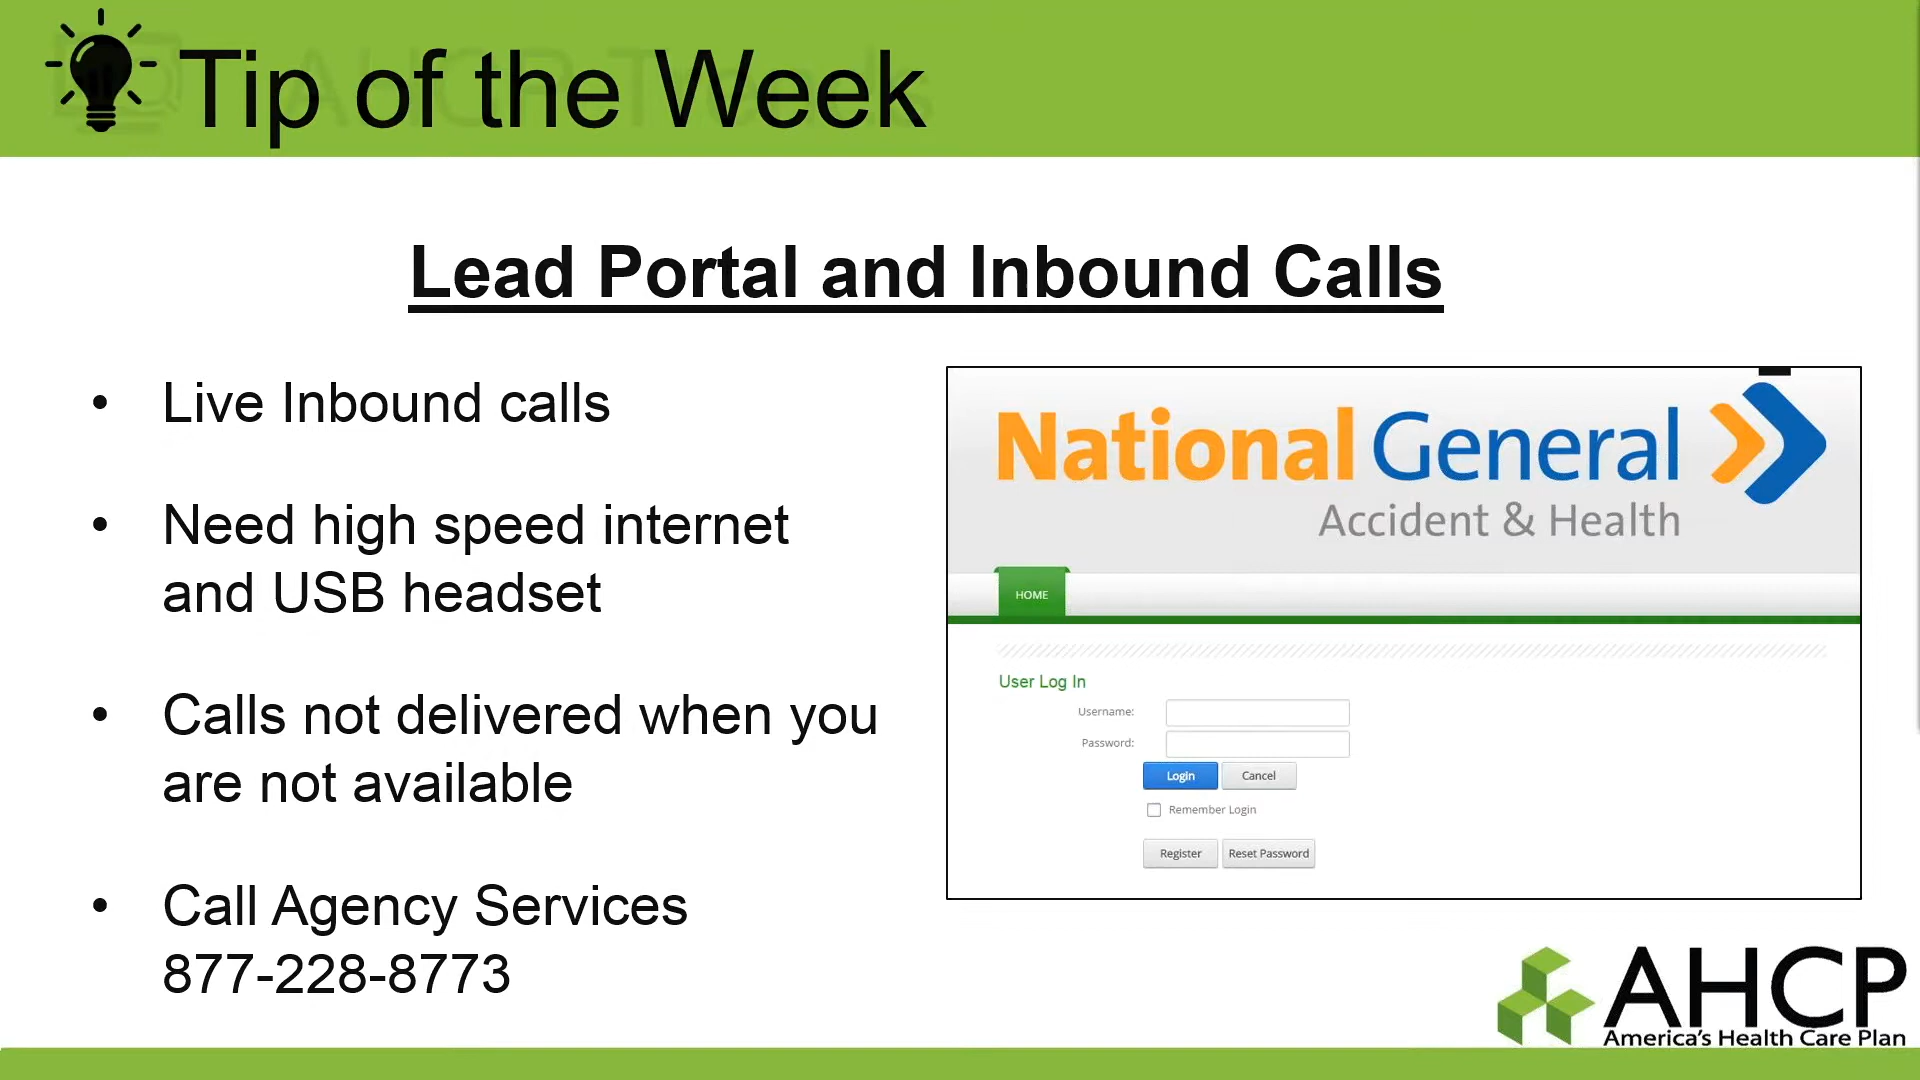 Tip of the Week
Lead Portal and Inbound Calls
• Live Inbound calls
• Need high speed internet
and USB headset
• Calls not delivered when you
are not available
• Call Agency Services
877-228-8773
National General
Accident & Health
HOME
User Log In
Username:
Password:
Login Cancel
Remember Login
Register Reset Password
AHCP
America's Health Care Plan